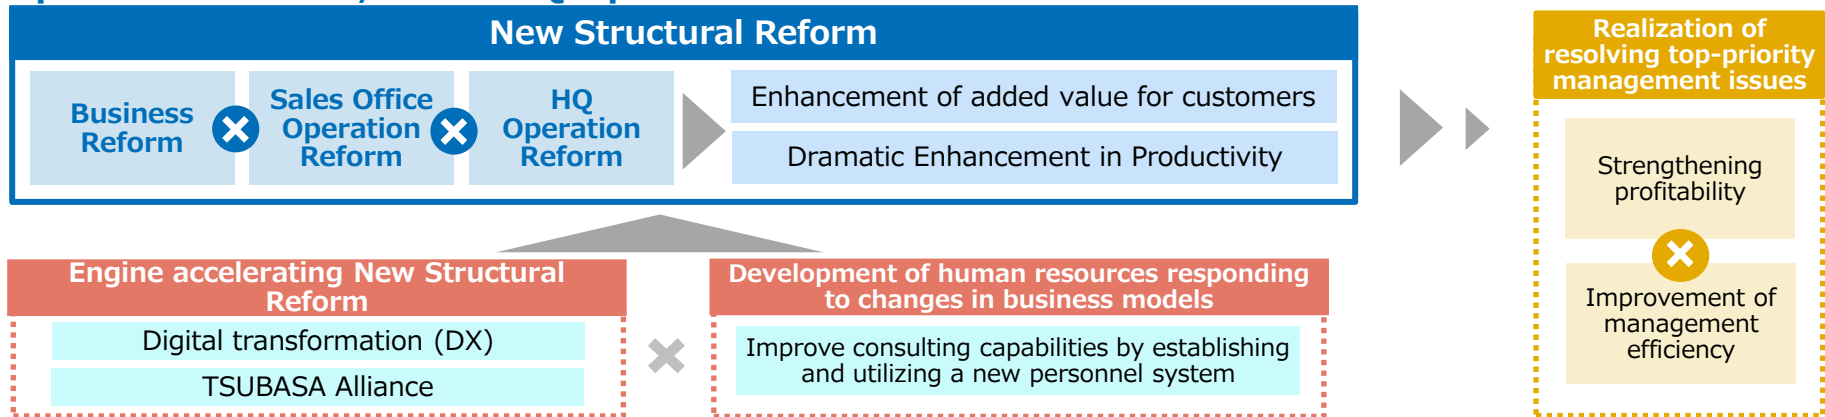 New Structural Reform
Business
Reform
Sales Office
Operation
Reform
HQ
Operation
Reform
Enhancement of added value for customers
Dramatic Enhancement in Productivity
Engine accelerating New Structural
Reform
Digital transformation (DX)
TSUBASA Alliance
Development of human resources responding
to changes in business models
Improve consulting capabilities by establishing
and utilizing a new personnel system
Realization of
resolving top-priority
management issues
Strengthening
profitability
Improvement of
management
efficiency